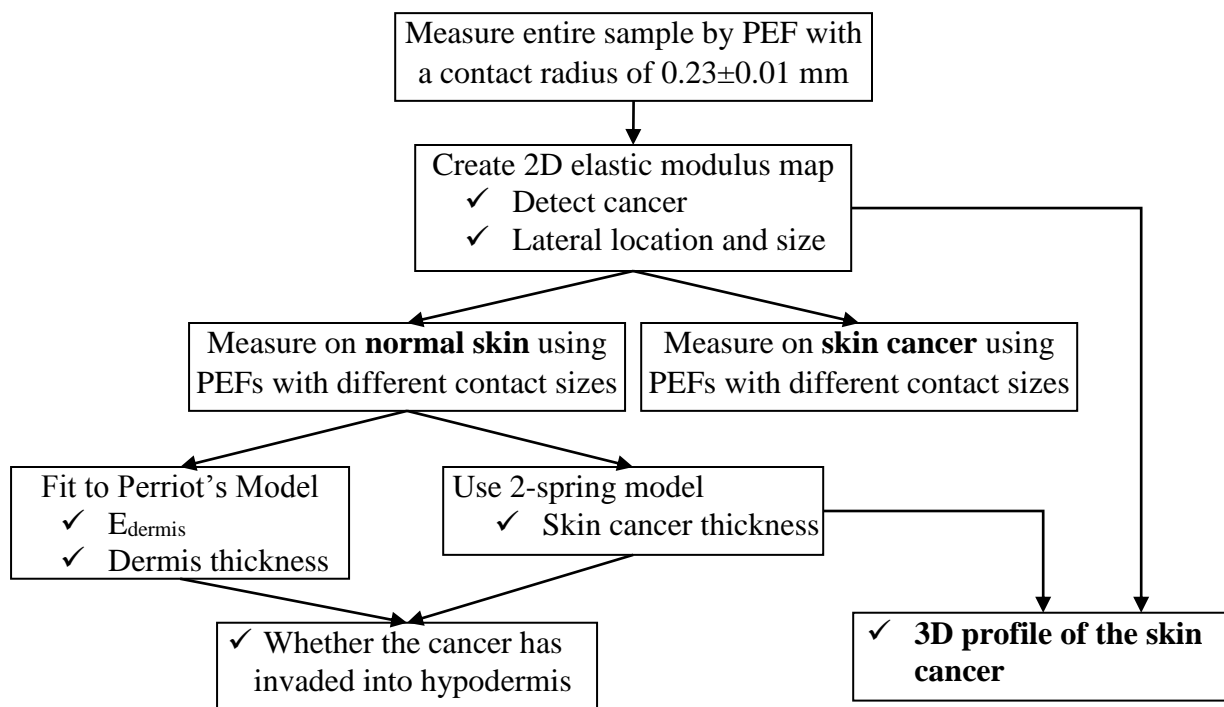 Measure entire sample by PEF with
a contact radius of 0.23±0.01 mm
Create 2D elastic modulus map
✓ Detect cancer
✓ Lateral location and size
Measure on normal skin using
PEFs with different contact sizes
Measure on skin cancer using
PEFs with different contact sizes
Fit to Perriot’s Model
✓ Edermis
✓ Dermis thickness
Use 2-spring model
✓ Skin cancer thickness
✓ Whether the cancer has
invaded into hypodermis
✓ 3D profile of the skin
cancer